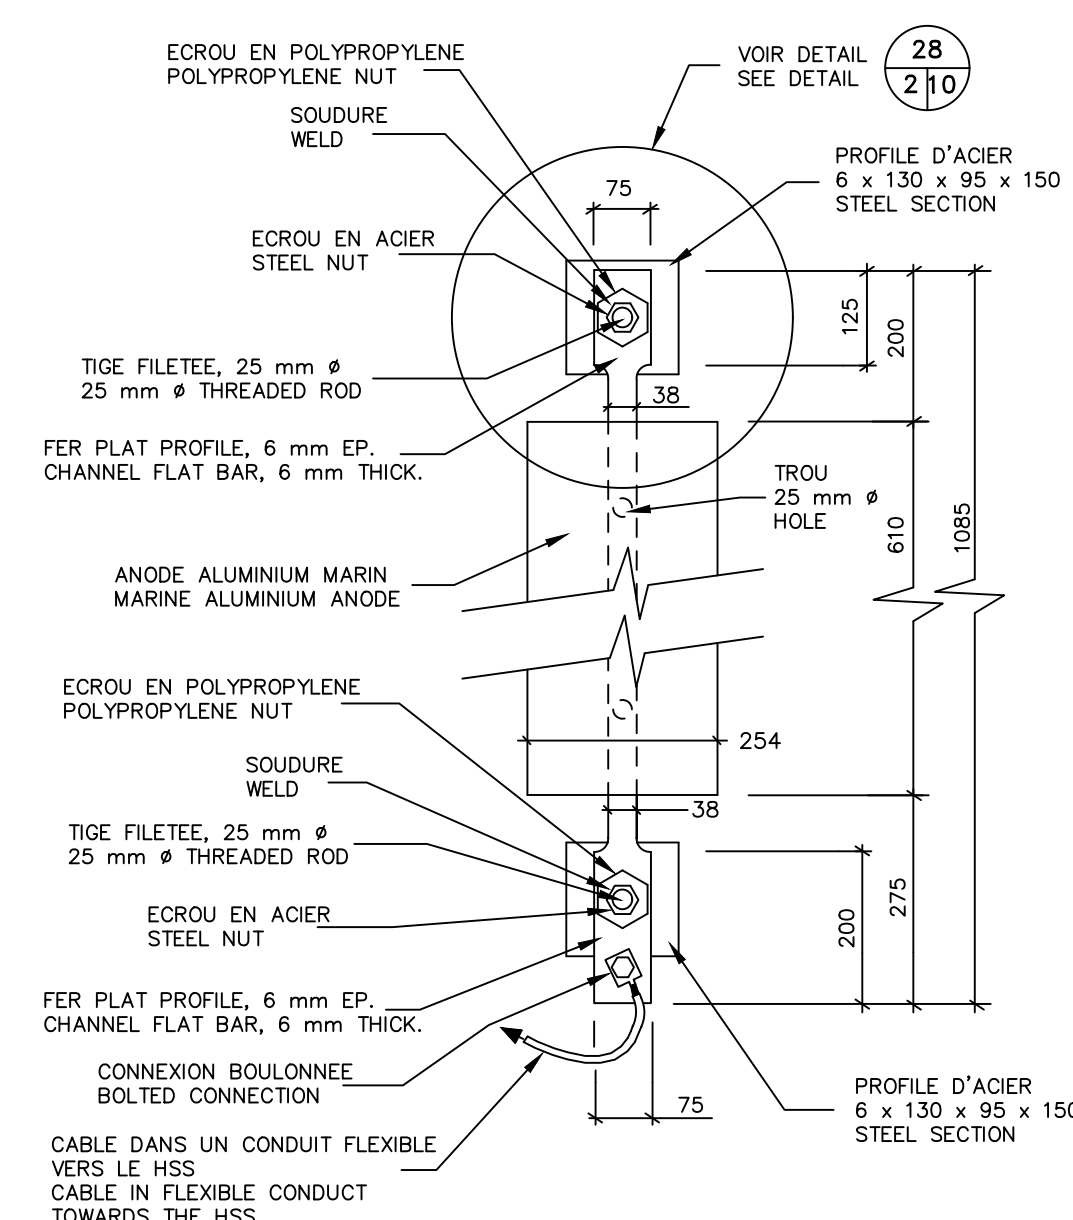 ECROU EN POLYPROPYLENE
POLYPROPYLENE NUT
VOIR DETAIL
SEE DETAIL
28
2 10
SOUDURE
WELD
PROFILE D'ACIER
6 x 130 x 95 x 150
STEEL SECTION
75
ECROU EN ACIER
STEEL NUT
125
200
TIGE FILETEE, 25 mm ø
25 mm ø THREADED ROD
38
FER PLAT PROFILE, 6 mm EP.
CHANNEL FLAT BAR, 6 mm THICK.
TROU
25 mm ø
HOLE
610
1085
ANODE ALUMINIUM MARIN
MARINE ALUMINIUM ANODE
ECROU EN POLYPROPYLENE
POLYPROPYLENE NUT
254
SOUDURE
WELD
38
TIGE FILETEE, 25 mm ø
25 mm ø THREADED ROD
275
200
ECROU EN ACIER
STEEL NUT
FER PLAT PROFILE, 6 mm EP.
CHANNEL FLAT BAR, 6 mm THICK.
CONNEXION BOULONNEE
BOLTED CONNECTION
75
PROFILE D'ACIER
6 x 130 x 95 x 150
STEEL SECTION
CABLE DANS UN CONDUIT FLEXIBLE
VERS LE HSS
CABLE IN FLEXIBLE CONDUCT
TOWARDS THE HSS